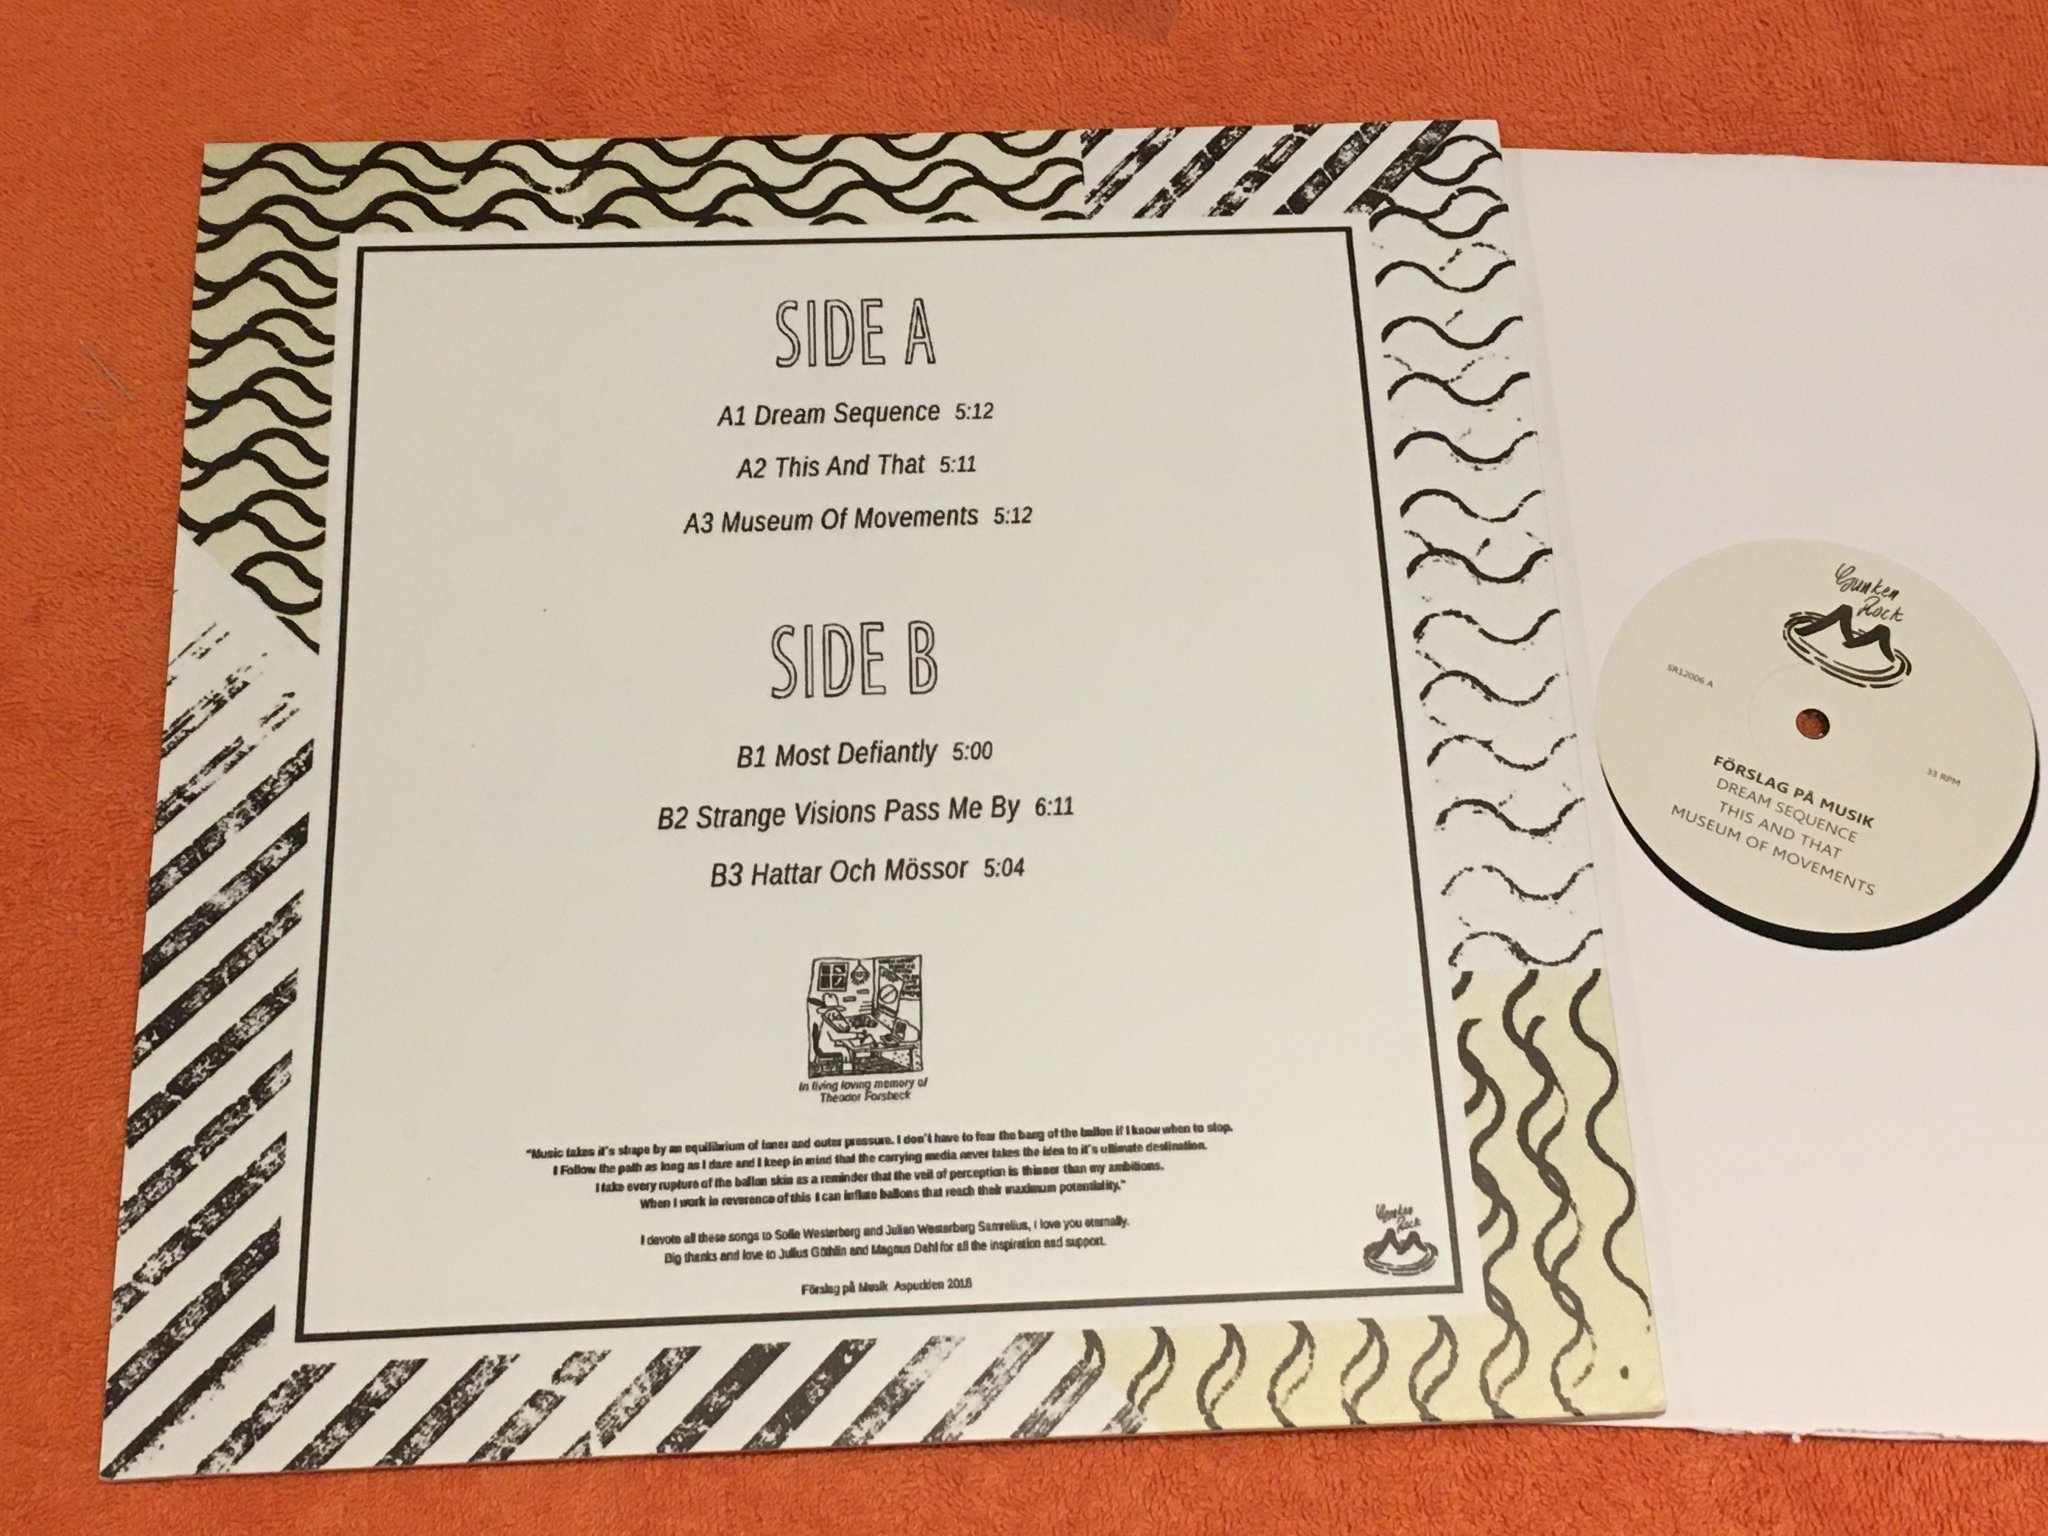 SIDE A
A1 Dream Sequence 5:12
A2 This And That 5:11
A3 Museum Of Movements 5:12
SIDE B
B1 Most Defiantly 5:00
B2 Strange Visions Pass Me By 6:11
B3 Hattar Och Mössor 5:04
In living loving memory of
Theodor Forsbeck
"Music takes it's shape by an equilibrium of inner and outer pressure. I don't have to fear the bang of the ballon if I know when to stop.
I Follow the path as long as I dare and I keep in mind that the carrying media never takes the idea to it's ultimate destination.
I take every rupture of the ballon skin as a reminder that the veil of perception is thinner than my ambitions.
When I work in reverence of this I can inflate ballons that reach their maximum potentiality."
I devote all these songs to Sofie Westerberg and Julian Westerberg Samrelius, I love you eternally.
Big thanks and love to Julius Göthlin and Magnus Dahl for all the inspiration and support.
Förslag på Musik Aspudden 2018
Sunken
Rock
Sunken
Rock
SR12006 A
33 RPM
FÖRSLAG PÅ MUSIK
DREAM SEQUENCE
THIS AND THAT
MUSEUM OF MOVEMENTS